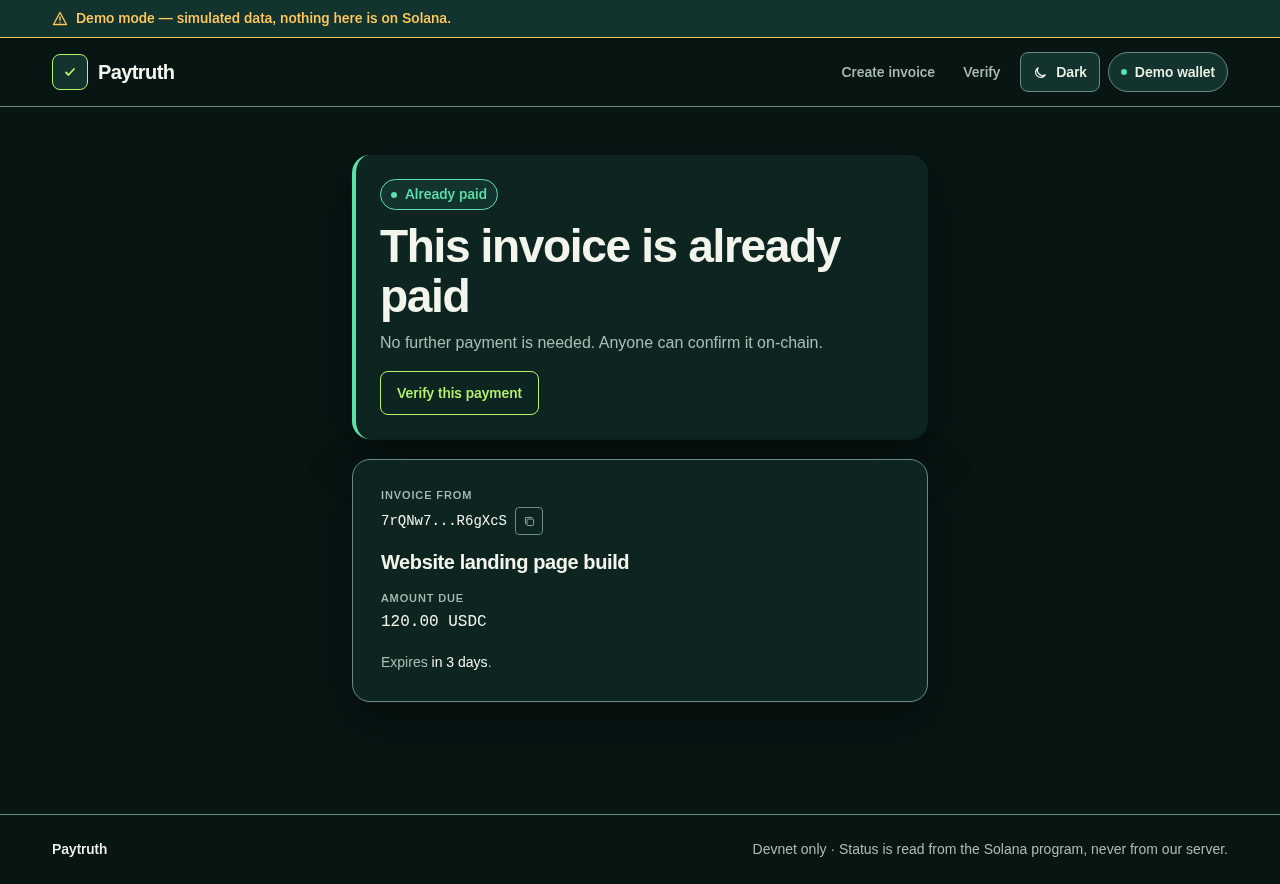 Demo mode — simulated data, nothing here is on Solana.
Paytruth
Create invoice
Verify
Dark
Demo wallet
Already paid
This invoice is already
paid
No further payment is needed. Anyone can confirm it on-chain.
Verify this payment
INVOICE FROM
7rQNw7...R6gXcS
Website landing page build
AMOUNT DUE
120.00 USDC
Expires in 3 days.
Paytruth
Devnet only · Status is read from the Solana program, never from our server.